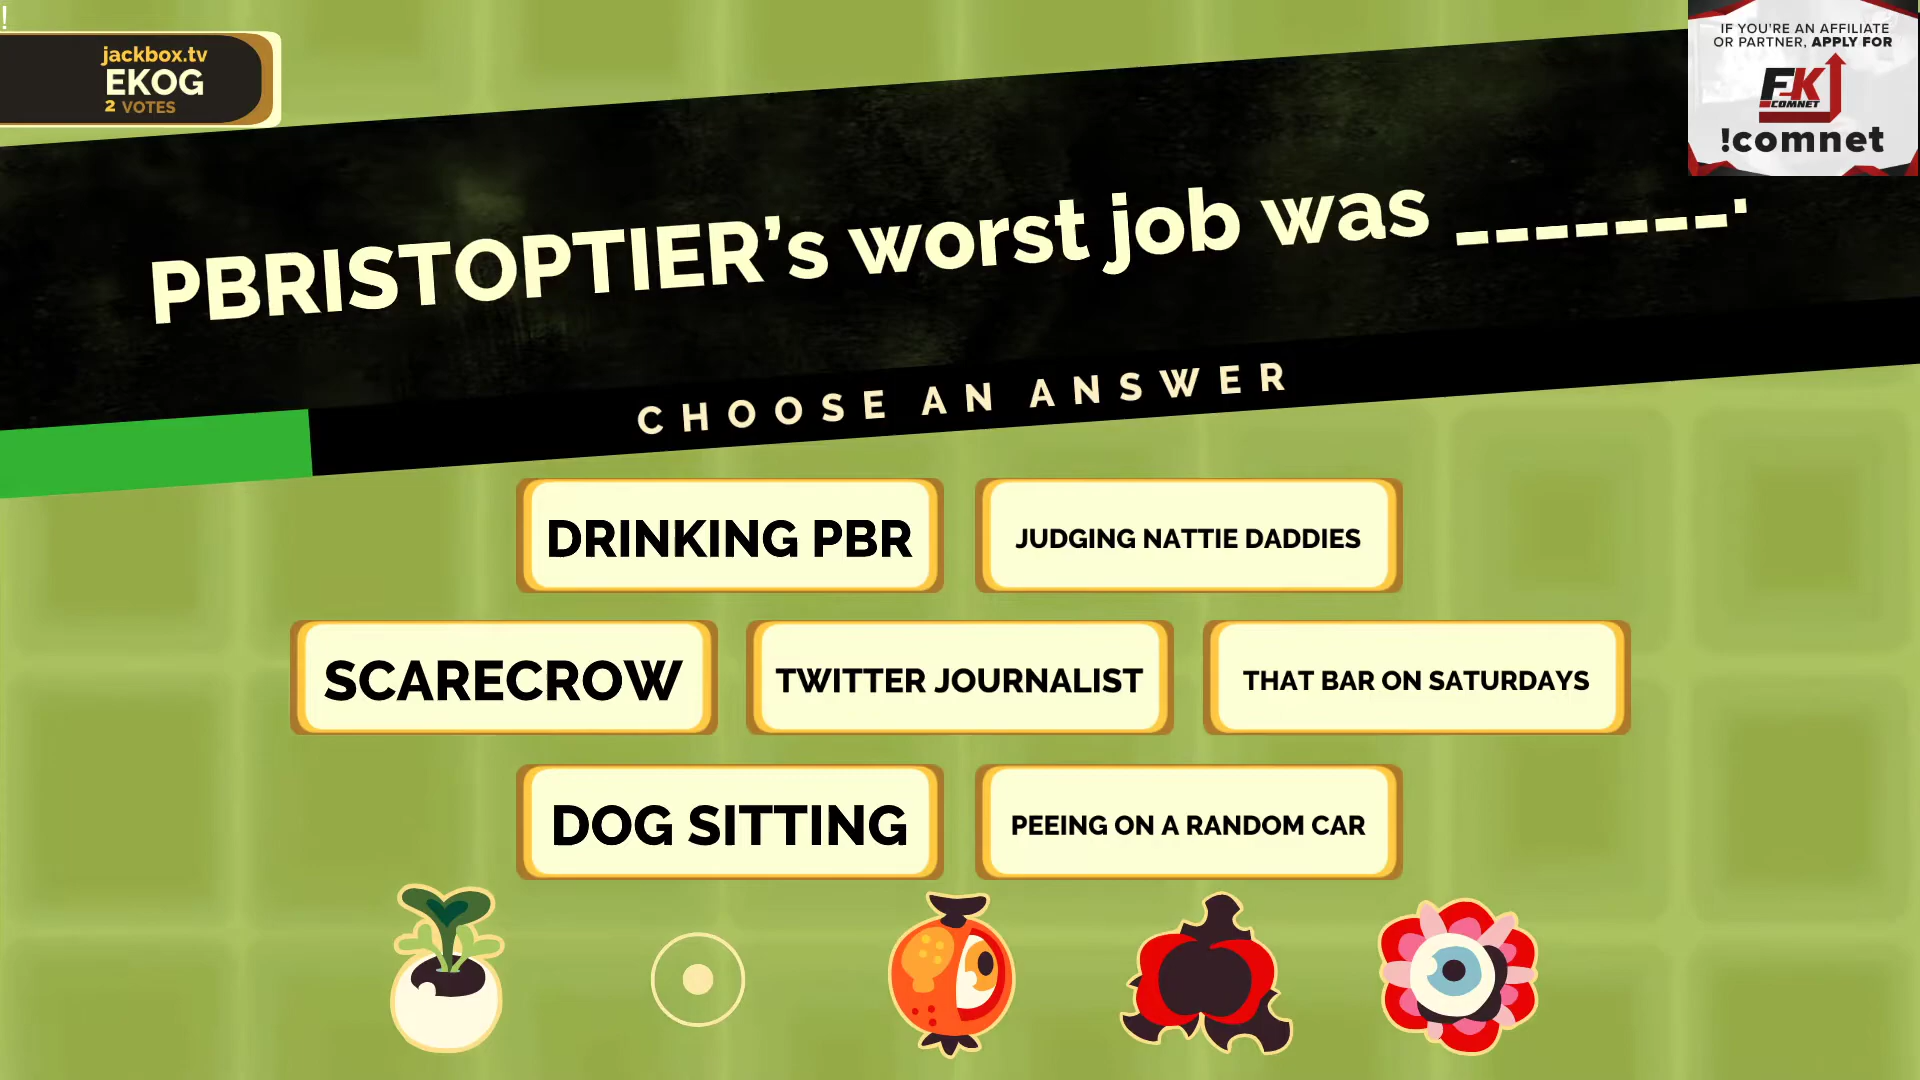 !
jackbox.tv
EKOG
2 VOTES
IF YOU'RE AN AFFILIATE
OR PARTNER, APPLY FOR
FK
COMNET
!comnet
PBRISTOPTIER's worst job was _______.
CHOOSE AN ANSWER
DRINKING PBR
JUDGING NATTIE DADDIES
SCARECROW
TWITTER JOURNALIST
THAT BAR ON SATURDAYS
DOG SITTING
PEEING ON A RANDOM CAR